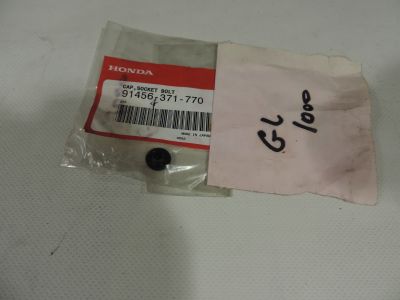 HONDA
CAP, SOCKET BOLT
91456-371-770
MADE IN JAPAN
GL
1000